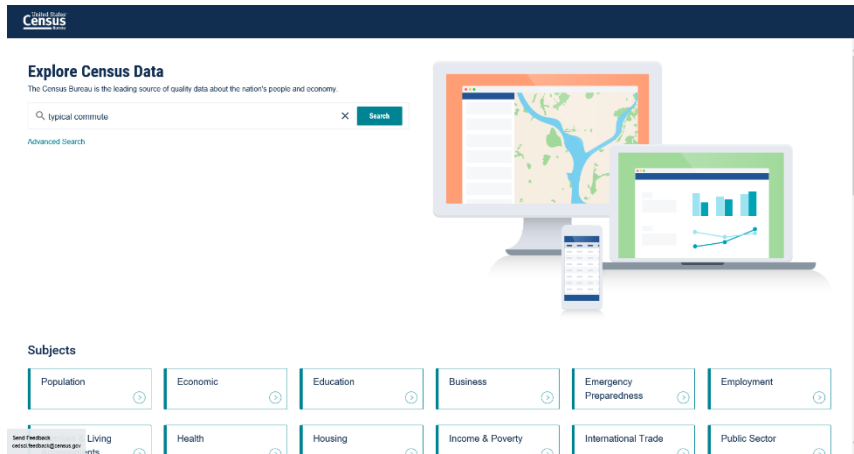 United States
Census
Bureau
Explore Census Data
The Census Bureau is the leading source of quality data about the nation's people and economy.
typical commute
Search
Advanced Search
Subjects
Population
Economic
Education
Business
Emergency
Preparedness
Employment
Send Feedback
cedsci.feedback@census.gov
Living
Health
Housing
Income & Poverty
International Trade
Public Sector